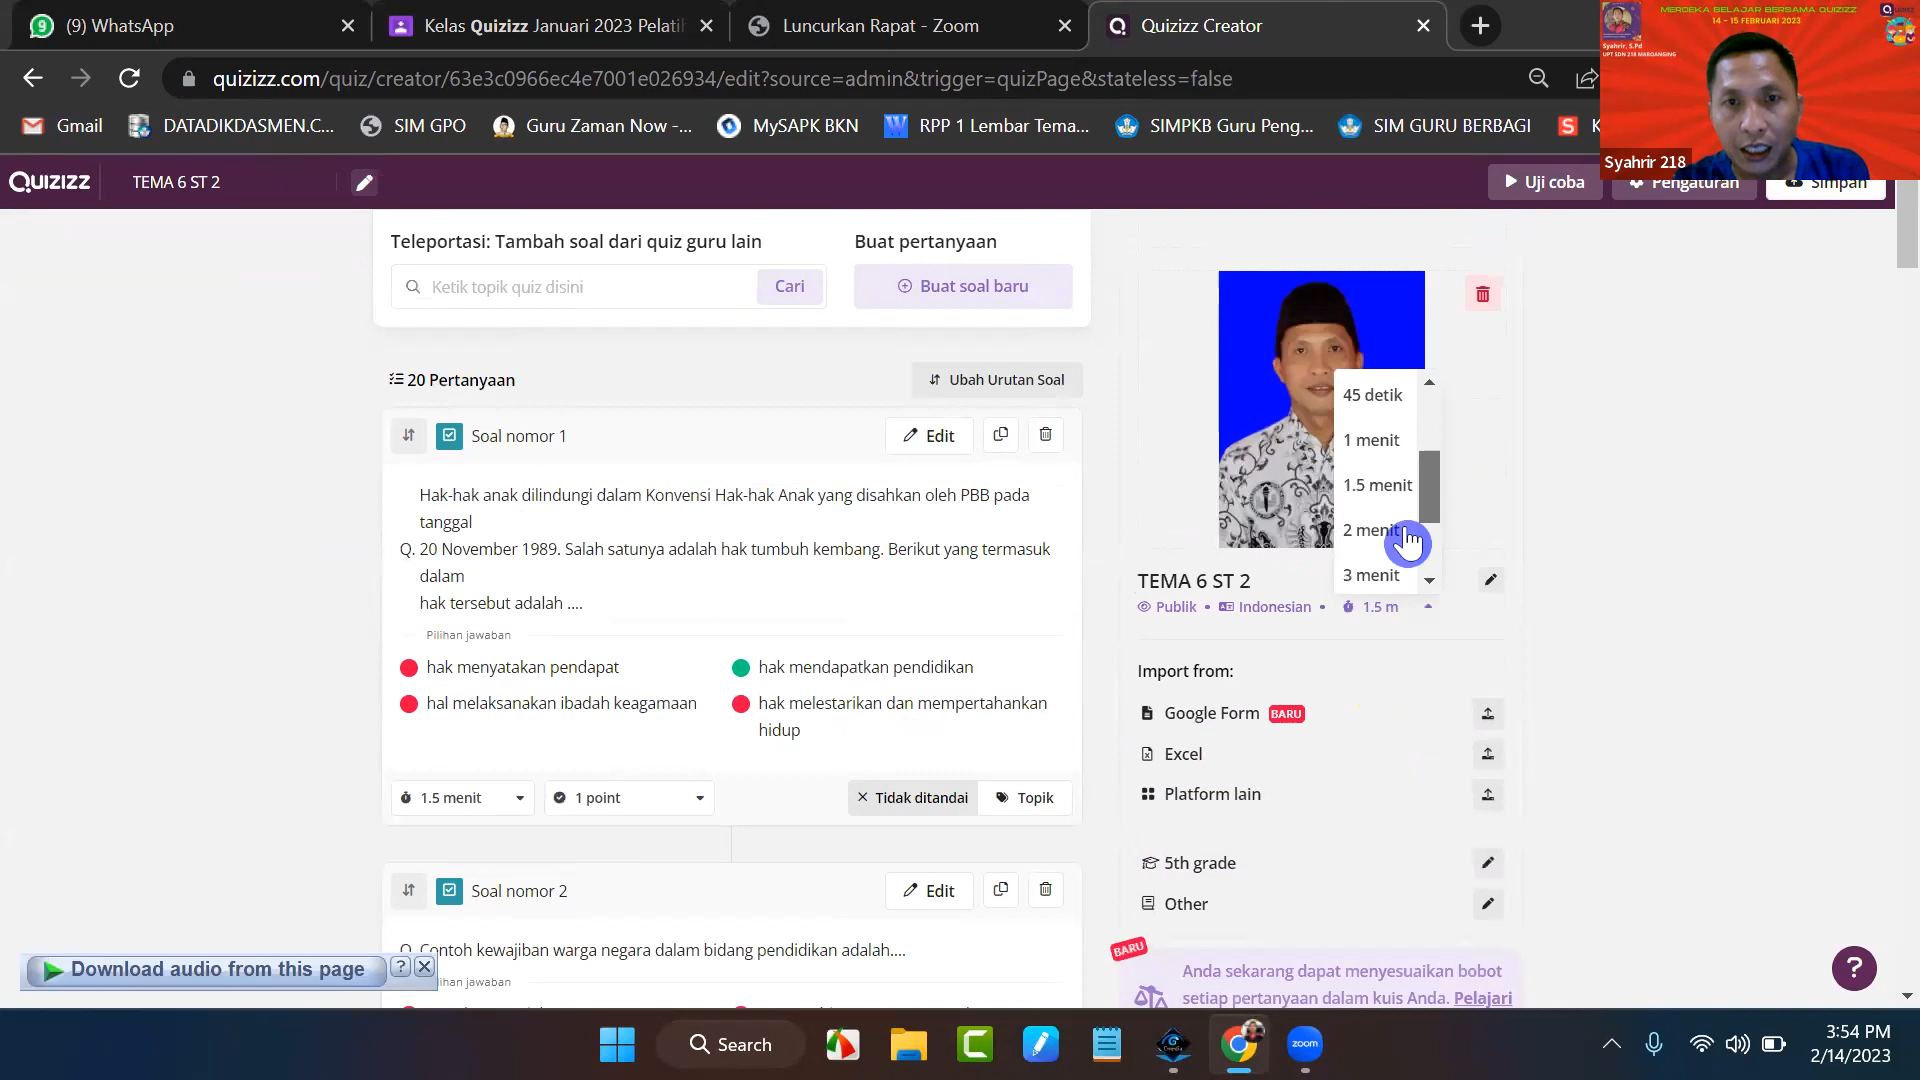 (9) WhatsApp
Kelas Quizizz Januari 2023 Pelatih
Luncurkan Rapat - Zoom
Quizizz Creator
quizizz.com/quiz/creator/63e3c0966ec4e7001e026934/edit?source=admin&trigger=quizPage&stateless=false
Gmail
DATADIKDASMEN.C...
SIM GPO
Guru Zaman Now -...
MySAPK BKN
RPP 1 Lembar Tema...
SIMPKB Guru Peng...
SIM GURU BERBAGI
K
MERDEKA BELAJAR BERSAMA QUIZIZZ
14 - 15 FEBRUARI 2023
Syahrir, S.Pd
UPT SDN 218 MAROANGING
Syahrir 218
QUIZIZZ
TEMA 6 ST 2
Uji coba
Pengaturan
Simpan
Teleportasi: Tambah soal dari quiz guru lain
Ketik topik quiz disini
Cari
Buat pertanyaan
Buat soal baru
20 Pertanyaan
Ubah Urutan Soal
Soal nomor 1
Edit
Hak-hak anak dilindungi dalam Konvensi Hak-hak Anak yang disahkan oleh PBB pada
tanggal
Q. 20 November 1989. Salah satunya adalah hak tumbuh kembang. Berikut yang termasuk
dalam
hak tersebut adalah ....
Pilihan jawaban
hak menyatakan pendapat
hak mendapatkan pendidikan
hal melaksanakan ibadah keagamaan
hak melestarikan dan mempertahankan
hidup
1.5 menit
1 point
Tidak ditandai
Topik
Soal nomor 2
Edit
Q. Contoh kewajiban warga negara dalam bidang pendidikan adalah....
45 detik
1 menit
1.5 menit
2 menit
3 menit
TEMA 6 ST 2
Publik • Indonesian • 1.5 m
Import from:
Google Form BARU
Excel
Platform lain
5th grade
Other
BARU
Anda sekarang dapat menyesuaikan bobot
setiap pertanyaan dalam kuis Anda. Pelajari
?
Download audio from this page
?
Search
zoom
3:54 PM
2/14/2023